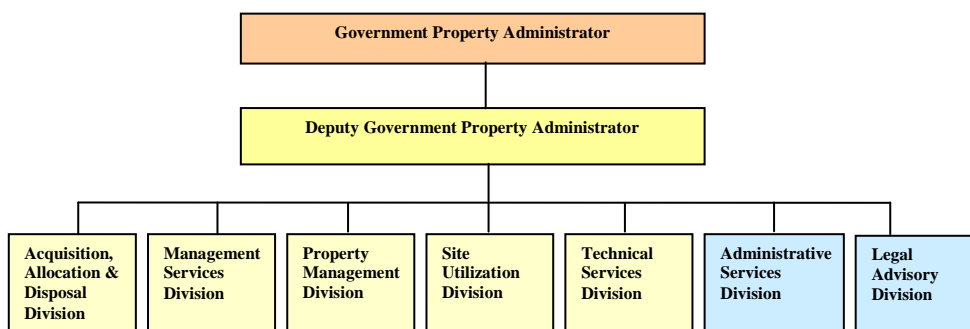 Government Property Administrator
Deputy Government Property Administrator
Acquisition,
Allocation &
Disposal
Division
Management
Services
Division
Property
Management
Division
Site
Utilization
Division
Technical
Services
Division
Administrative
Services
Division
Legal
Advisory
Division